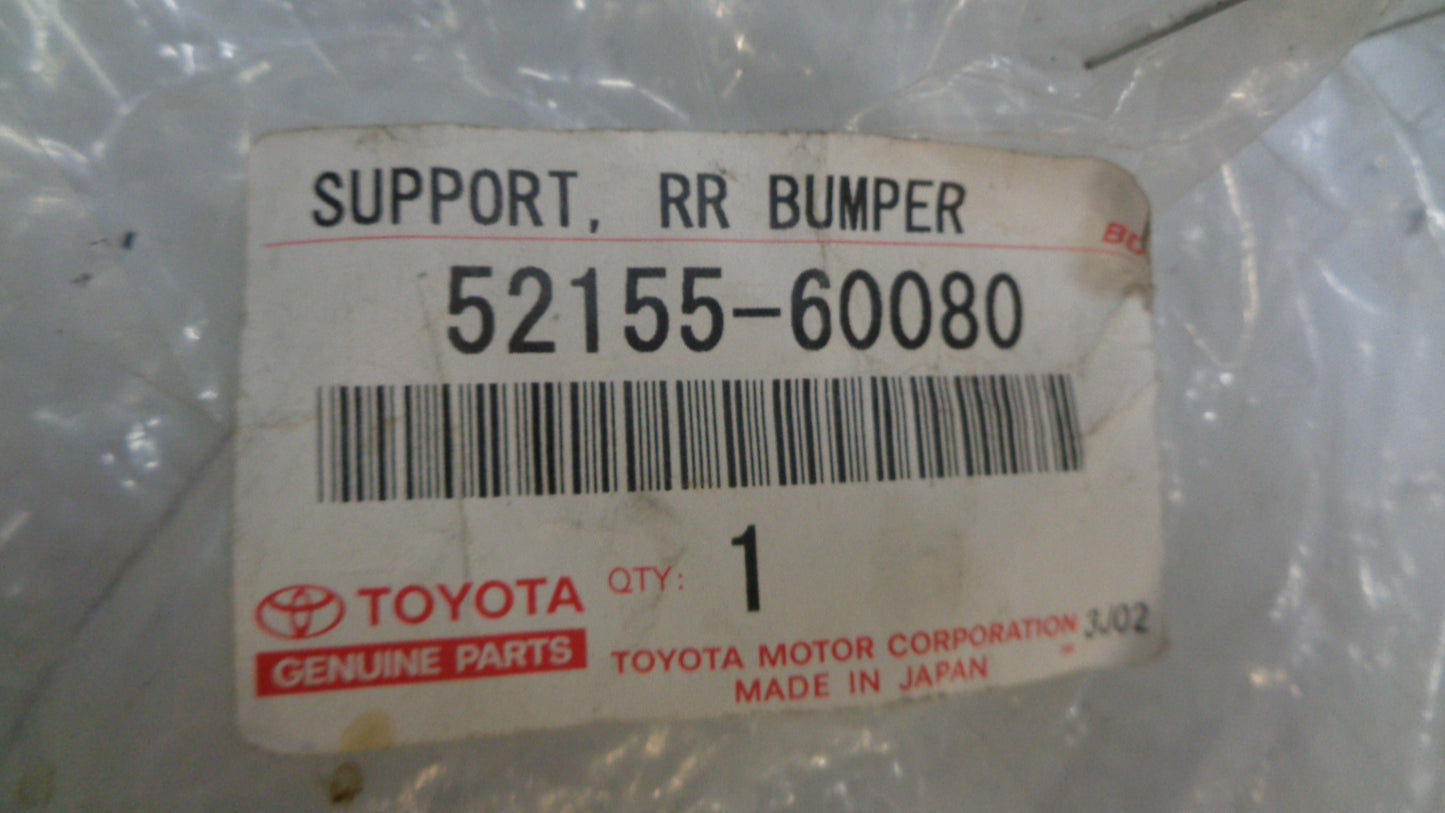 SUPPORT, RR BUMPER
52155-60080
QTY: 1
TOYOTA
GENUINE PARTS
TOYOTA MOTOR CORPORATION 3J02
MADE IN JAPAN